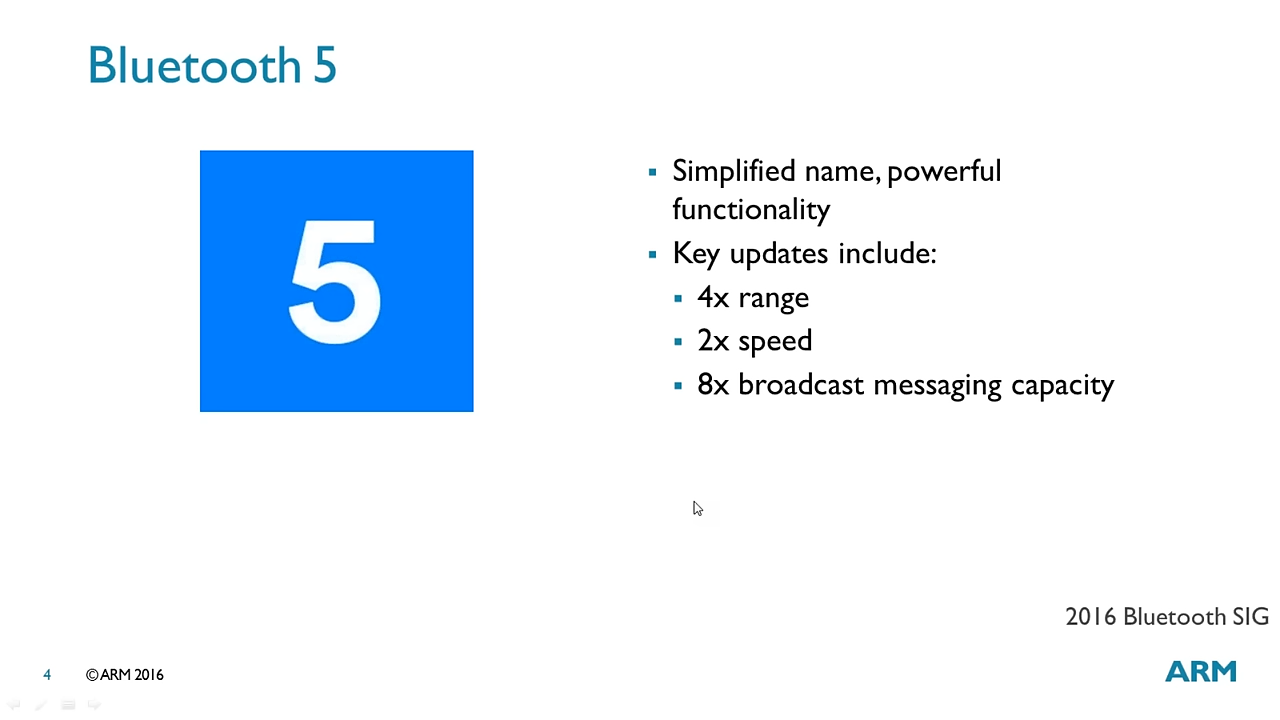 Bluetooth 5
5
▪ Simplified name, powerful
functionality
▪ Key updates include:
▪ 4x range
▪ 2x speed
▪ 8x broadcast messaging capacity
2016 Bluetooth SIG
4 © ARM 2016
ARM